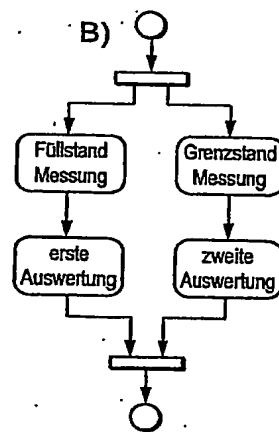 B)
Füllstand
Messung
Grenzstand
Messung
erste
Auswertung
zweite
Auswertung